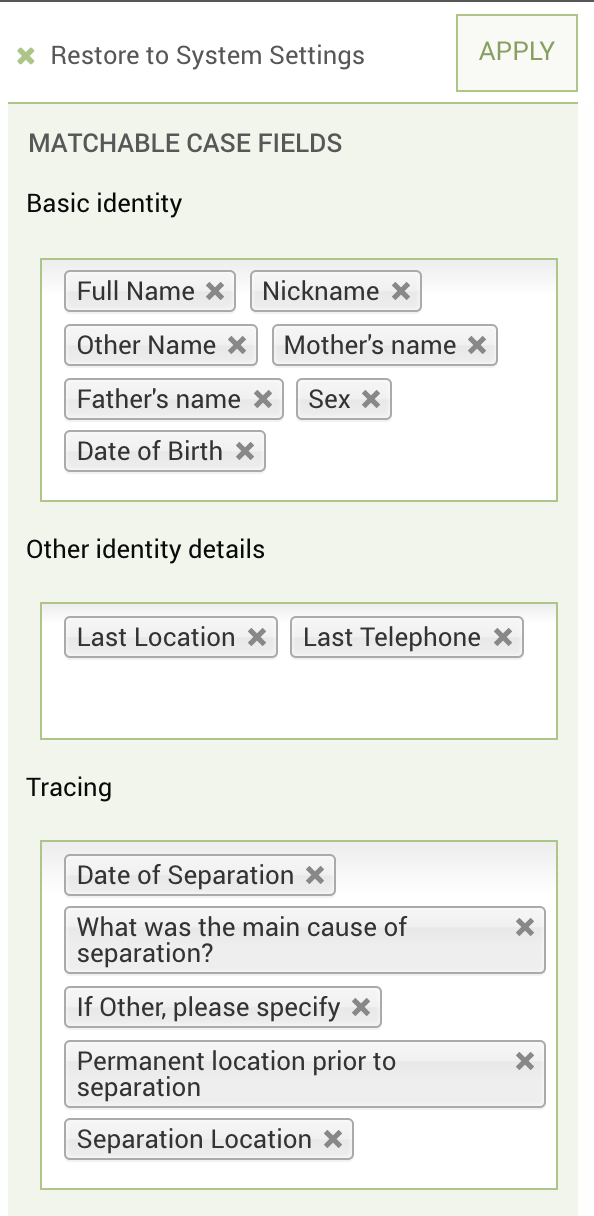 Restore to System Settings APPLY
MATCHABLE CASE FIELDS
Basic identity
Full Name Nickname
Other Name Mother's name
Father's name Sex
Date of Birth
Other identity details
Last Location Last Telephone
Tracing
Date of Separation
What was the main cause of
separation?
If Other, please specify
Permanent location prior to
separation
Separation Location